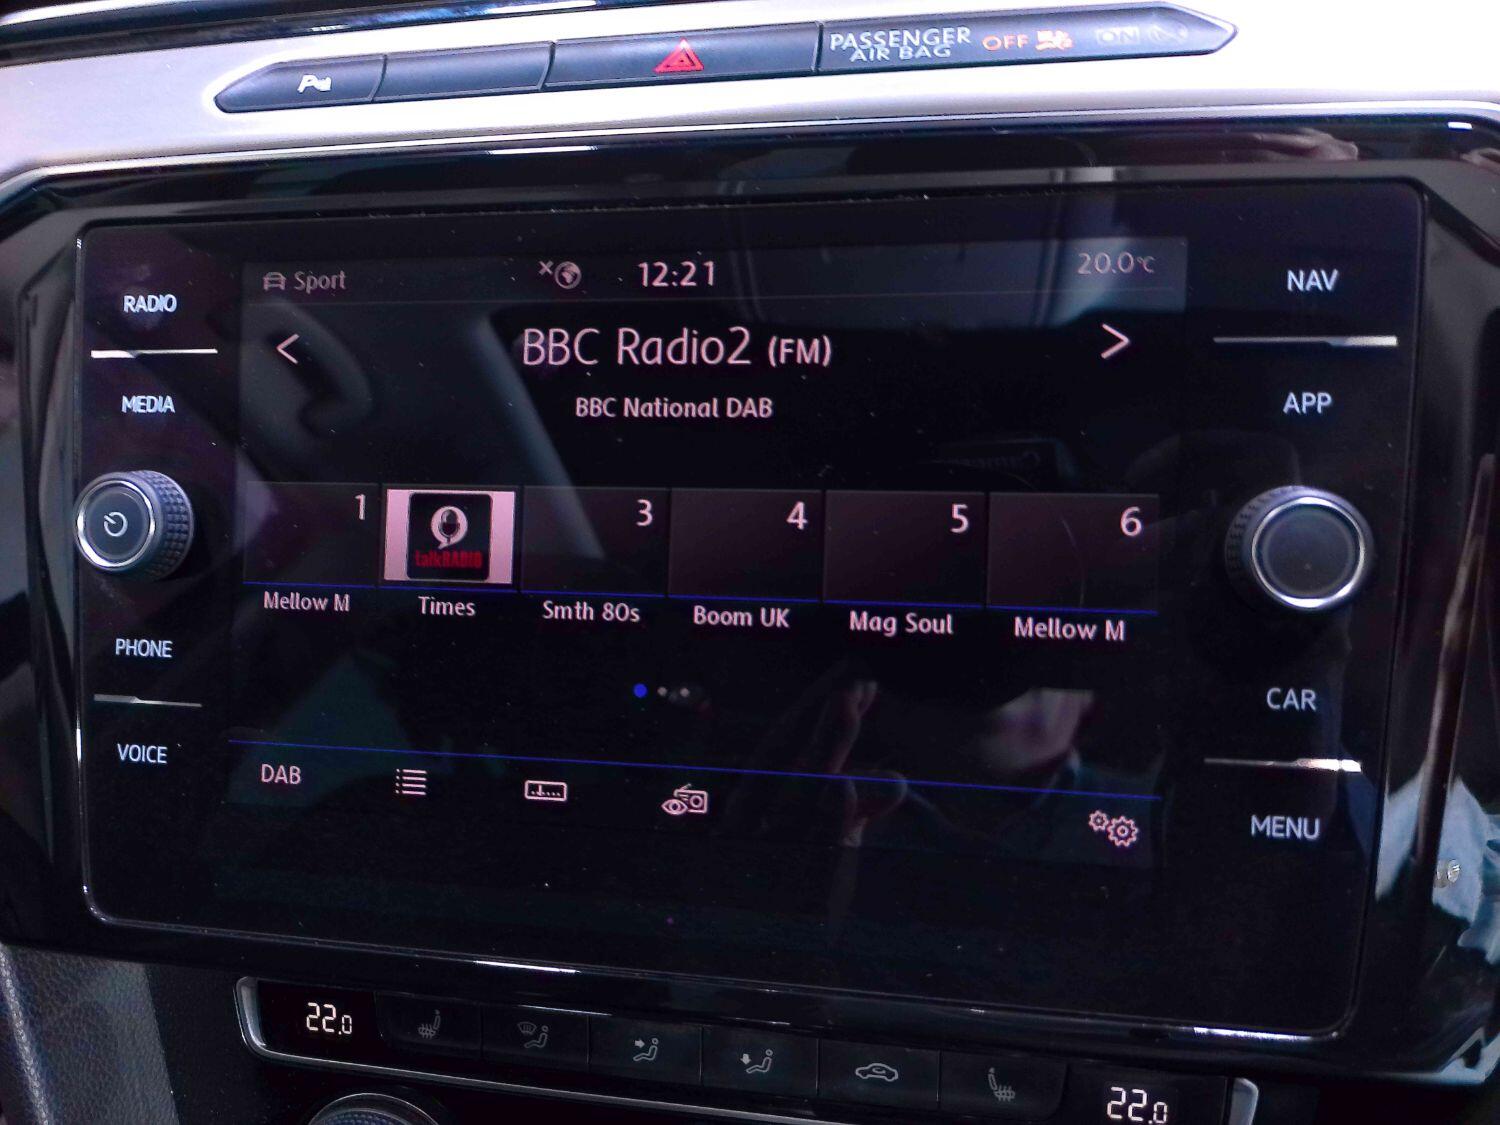 PASSENGER
AIR BAG
OFF
ON
Sport
12:21
20.0°C
RADIO
MEDIA
PHONE
VOICE
NAV
APP
CAR
MENU
BBC Radio2 (FM)
BBC National DAB
1
talkRADIO
3
4
5
6
Mellow M
Times
Smth 80s
Boom UK
Mag Soul
Mellow M
DAB
22.0
22.0